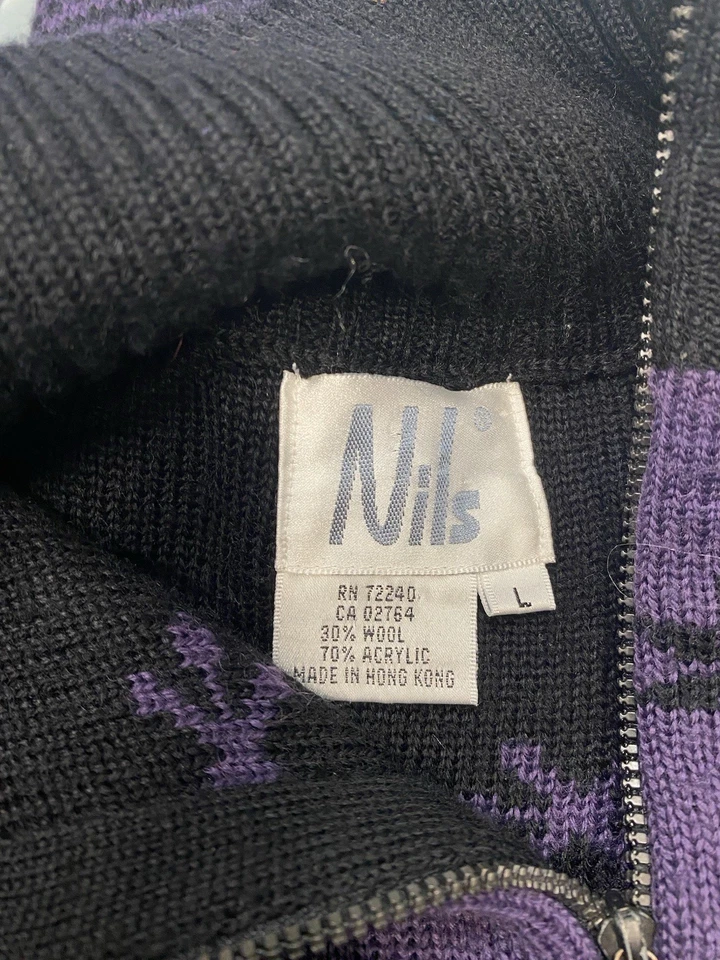 Nils®
RN 72240
CA 02764
30% WOOL
70% ACRYLIC
MADE IN HONG KONG
L